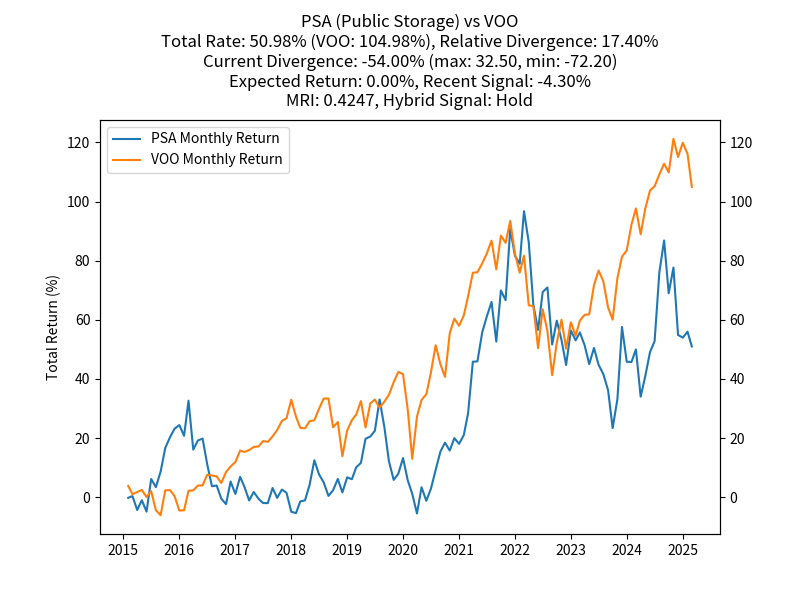 PSA (Public Storage) vs VOO
Total Rate: 50.98% (VOO: 104.98%), Relative Divergence: 17.40%
Current Divergence: -54.00% (max: 32.50, min: -72.20)
Expected Return: 0.00%, Recent Signal: -4.30%
MRI: 0.4247, Hybrid Signal: Hold
PSA Monthly Return
VOO Monthly Return
Total Return (%)
120
100
80
60
40
20
0
120
100
80
60
40
20
0
2015 2016 2017 2018 2019 2020 2021 2022 2023 2024 2025